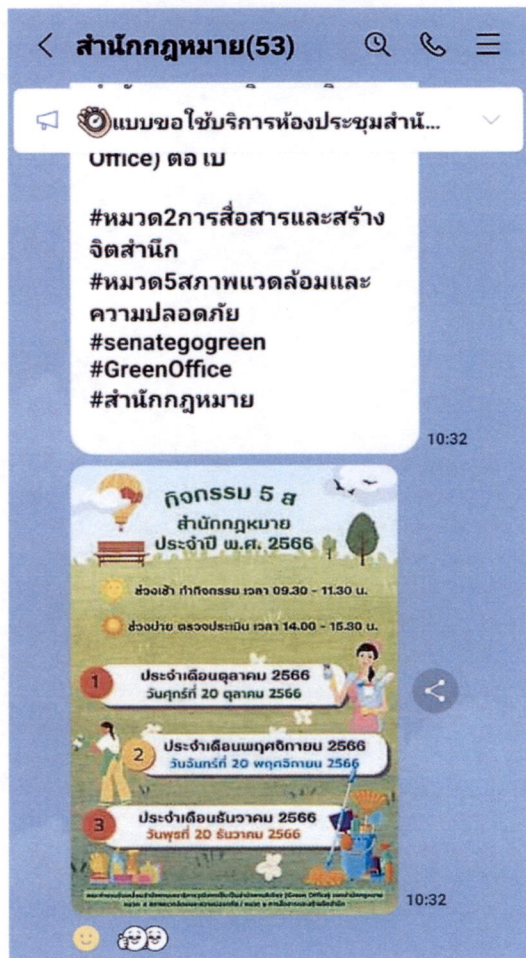 สำนักกฎหมาย(53)
แบบขอใช้บริการห้องประชุมสำนั...
Office) ต่อไป
#หมวด2การสื่อสารและสร้าง
จิตสำนึก
#หมวด5สภาพแวดล้อมและ
ความปลอดภัย
#senategogreen
#GreenOffice
#สำนักกฎหมาย
10:32
กิจกรรม 5 ส
สำนักกฎหมาย
ประจำปี พ.ศ. 2566
ช่วงเช้า ทำกิจกรรม เวลา 09.30 - 11.30 น.
ช่วงบ่าย ตรวจประเมิน เวลา 14.00 - 15.30 น.
1
ประจำเดือนตุลาคม 2566
วันศุกร์ที่ 20 ตุลาคม 2566
2
ประจำเดือนพฤศจิกายน 2566
วันจันทร์ที่ 20 พฤศจิกายน 2566
3
ประจำเดือนธันวาคม 2566
วันพุธที่ 20 ธันวาคม 2566
10:32